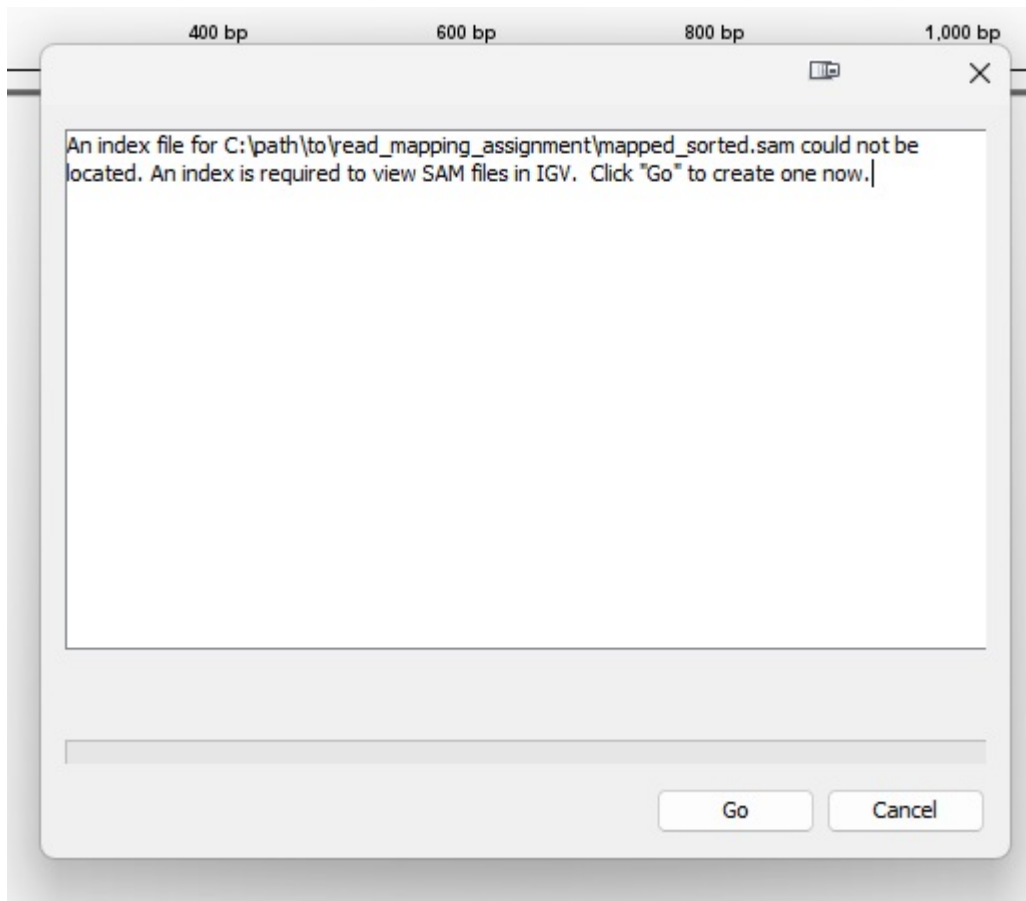 400 bp 600 bp 800 bp 1,000 bp
An index file for C:\path\to\read_mapping_assignment\mapped_sorted.sam could not be
located. An index is required to view SAM files in IGV.  Click "Go" to create one now.
Go Cancel